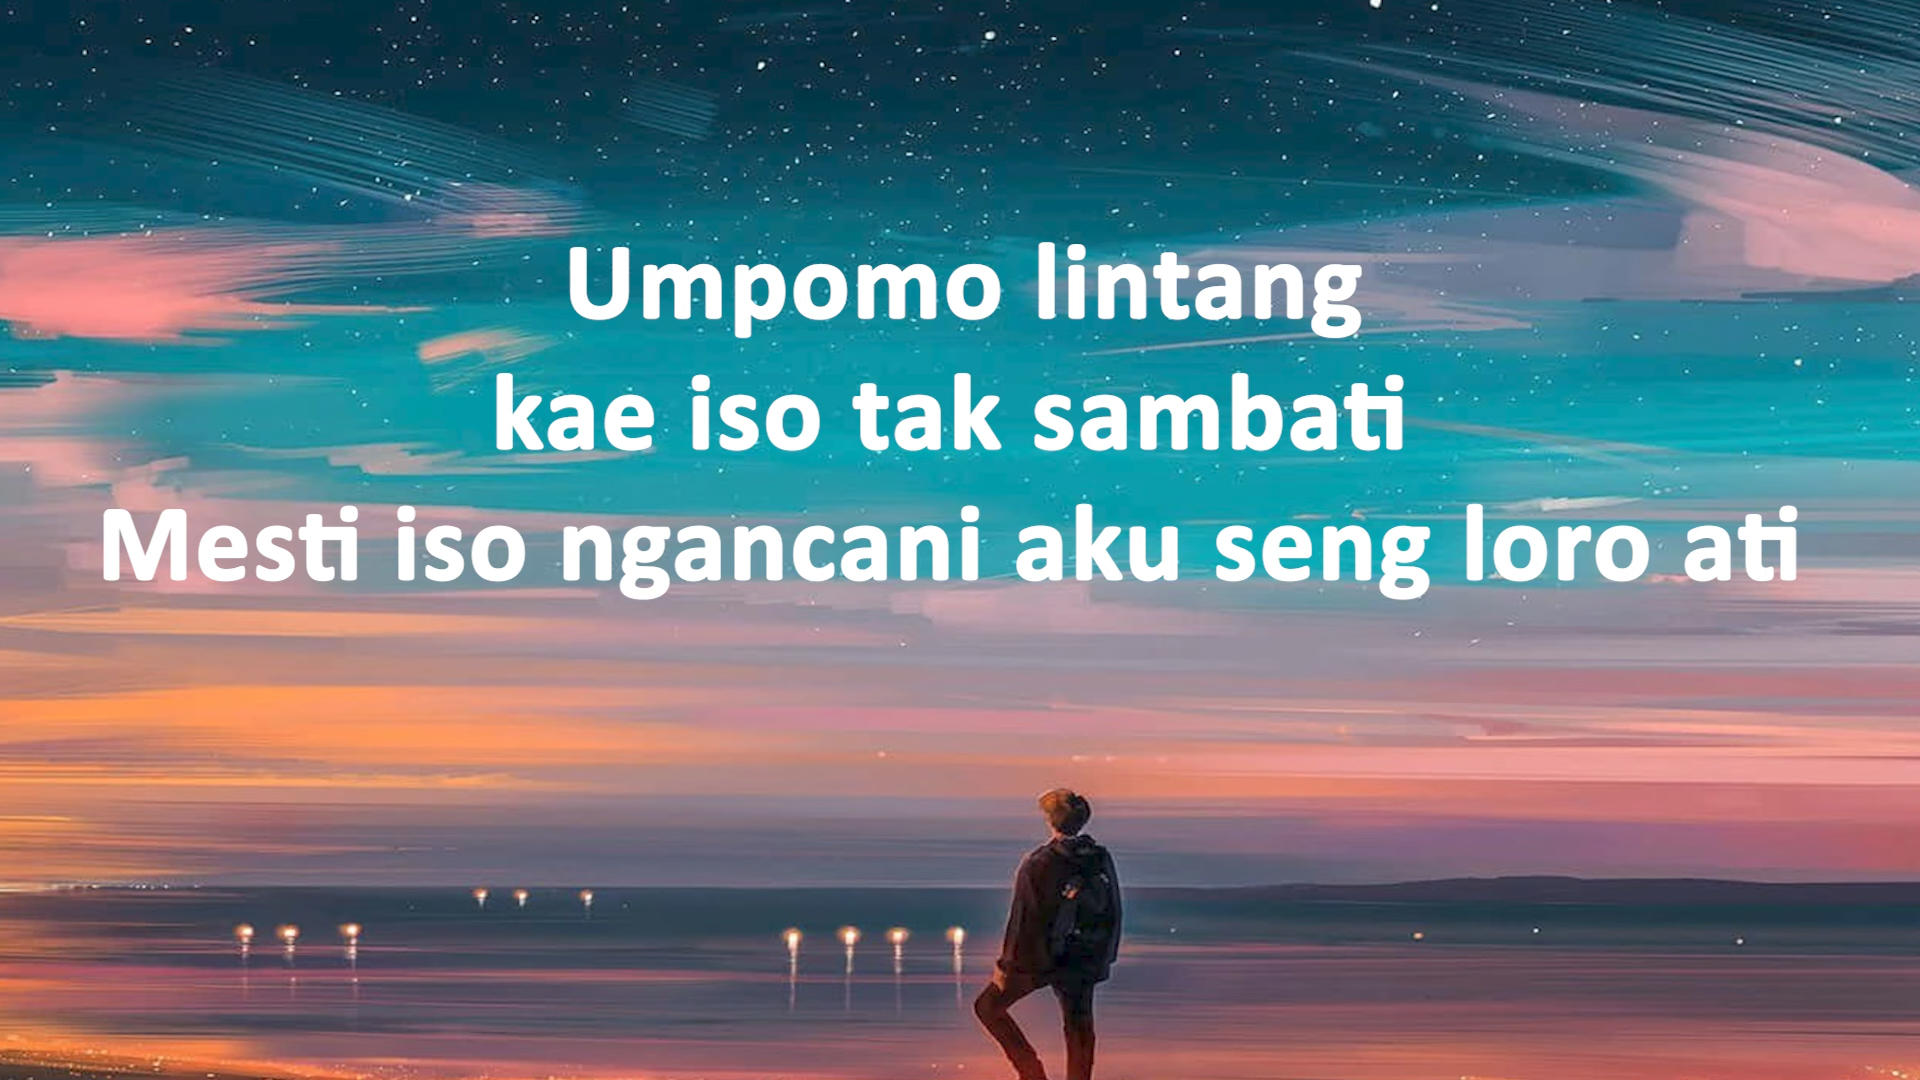 Umpomo lintang
kae iso tak sambati
Mesti iso ngancani aku seng loro ati